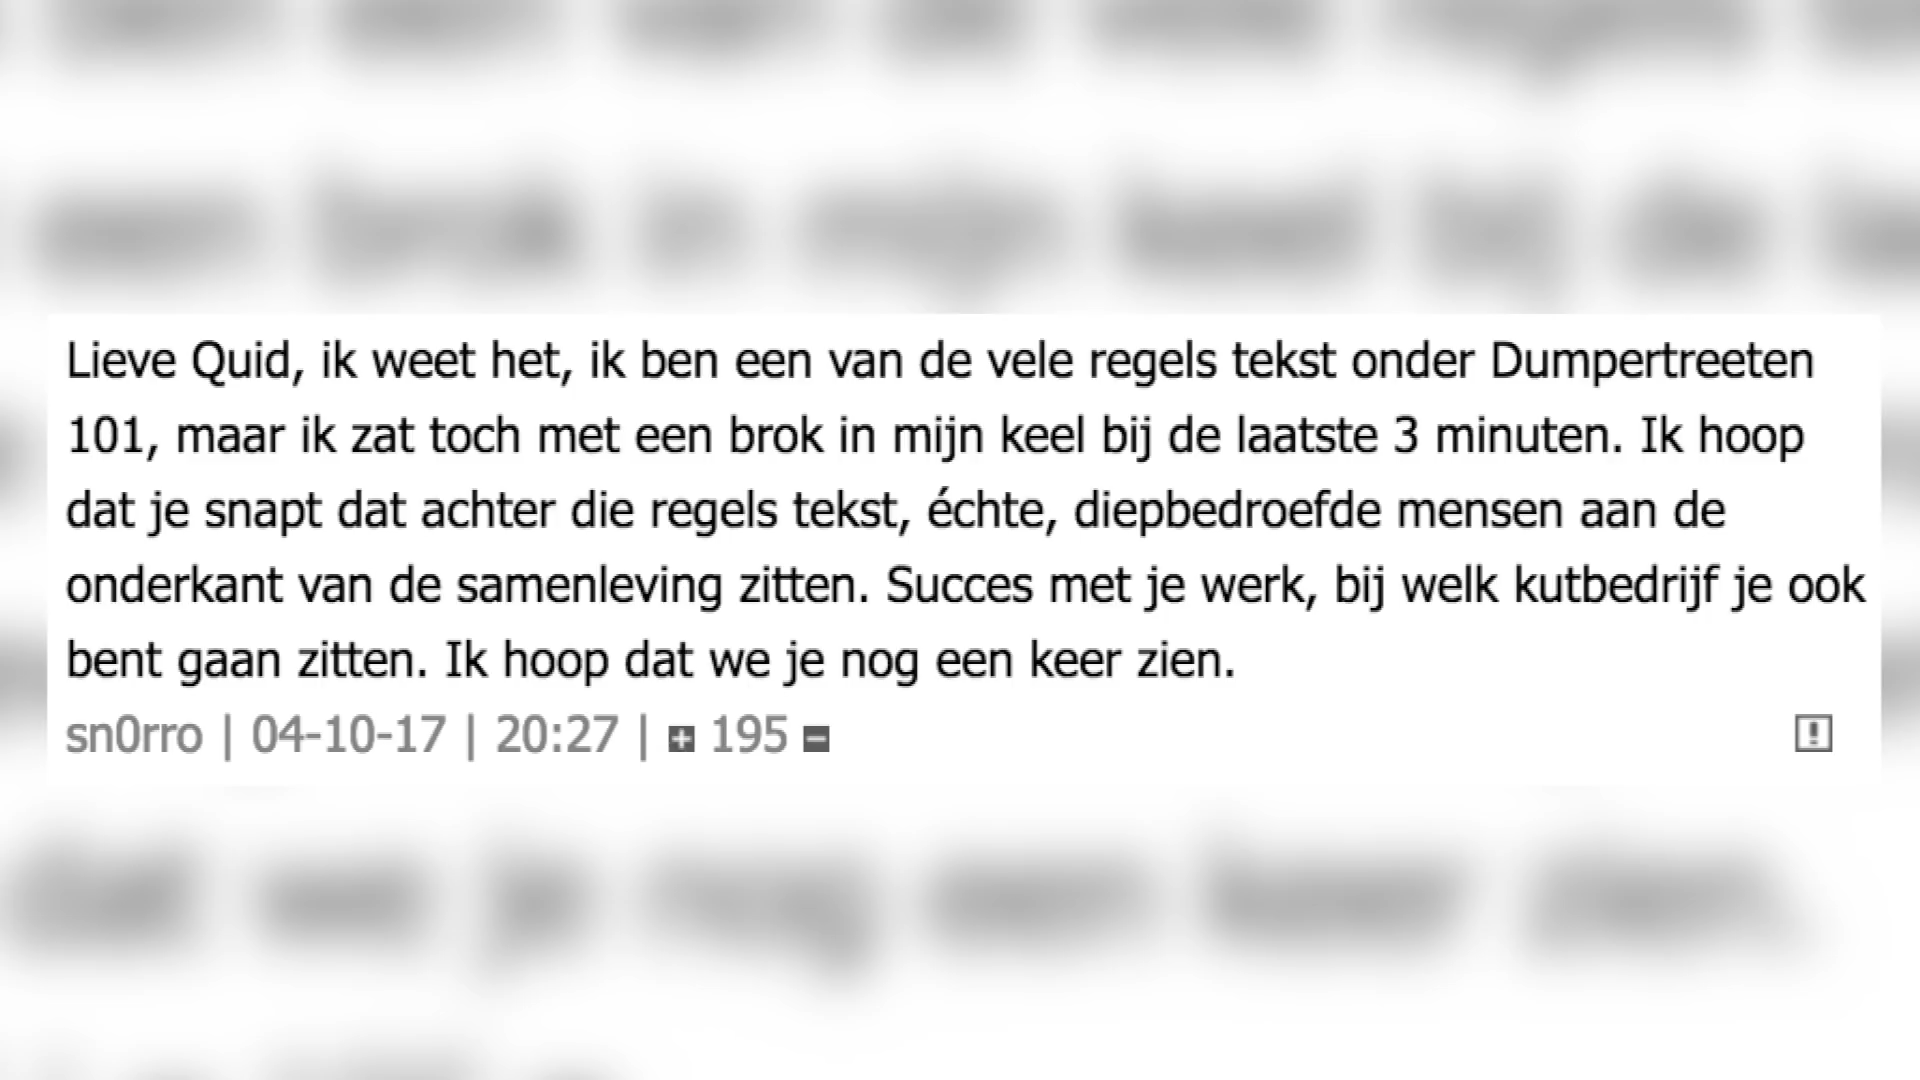 Lieve Quid, ik weet het, ik ben een van de vele regels tekst onder Dumpertreeten
101, maar ik zat toch met een brok in mijn keel bij de laatste 3 minuten. Ik hoop
dat je snapt dat achter die regels tekst, échte, diepbedroefde mensen aan de
onderkant van de samenleving zitten. Succes met je werk, bij welk kutbedrijf je ook
bent gaan zitten. Ik hoop dat we je nog een keer zien.
sn0rro | 04-10-17 | 20:27 | + 195 −